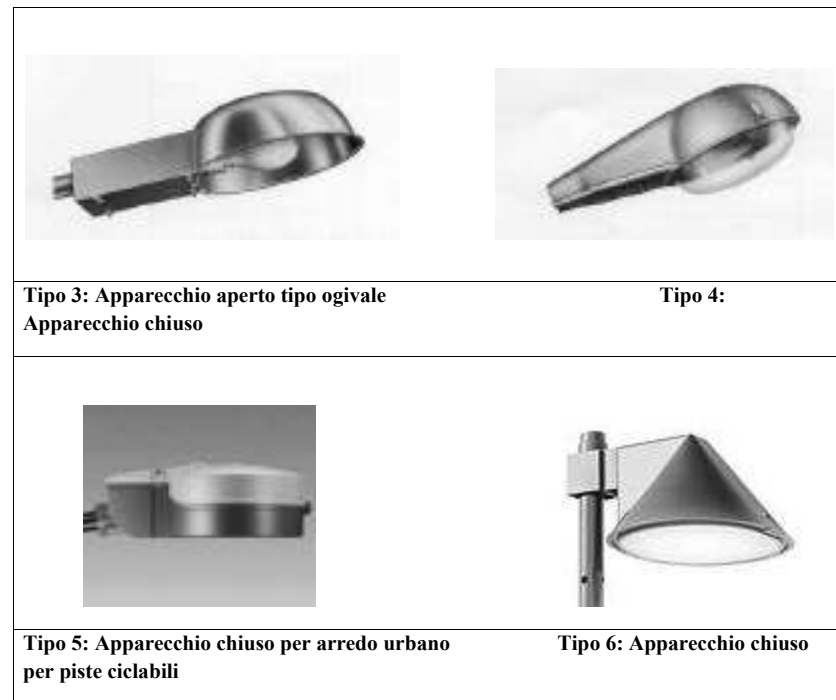 Tipo 3: Apparecchio aperto tipo ogivale Tipo 4:
Apparecchio chiuso
Tipo 5: Apparecchio chiuso per arredo urbano Tipo 6: Apparecchio chiuso
per piste ciclabili